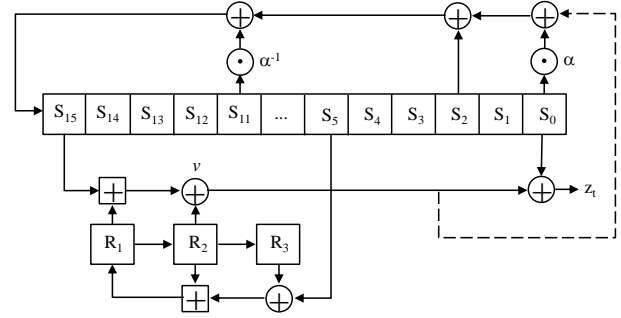 α⁻¹ α
S₁₅ S₁₄ S₁₃ S₁₂ S₁₁ ... S₅ S₄ S₃ S₂ S₁ S₀
v
zₜ
R₁ R₂ R₃